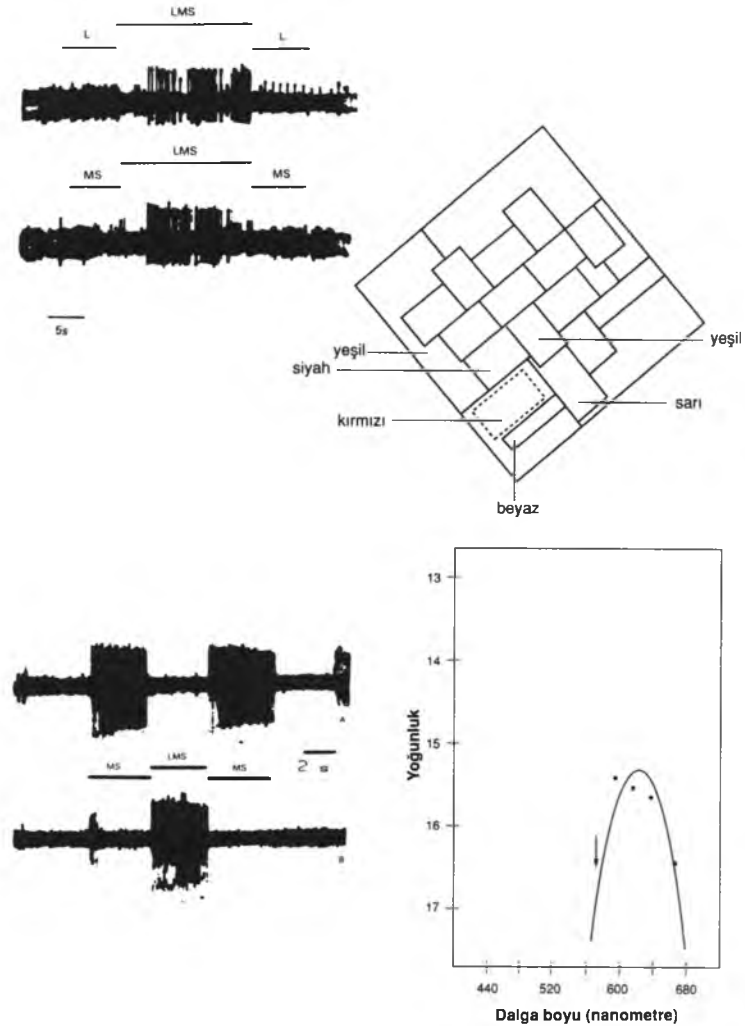 LMS
L L
LMS
MS MS
5s
yeşil
siyah
kırmızı
beyaz
yeşil
sarı
A
LMS
MS MS
2 s
B
Yoğunluk
13
14
15
16
17
440 520 600 680
Dalga boyu (nanometre)